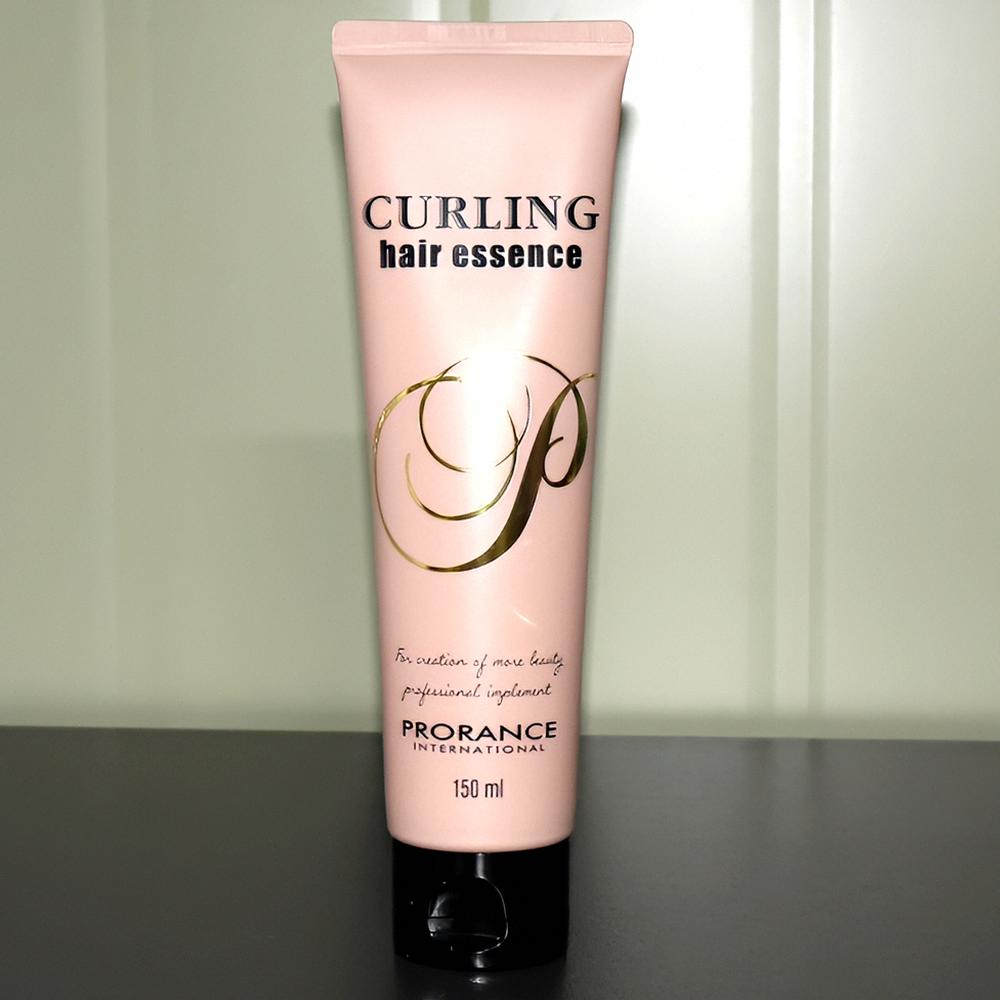 CURLING
hair essence
P
For creation of more beauty
professional implement
PRORANCE
INTERNATIONAL
150 ml